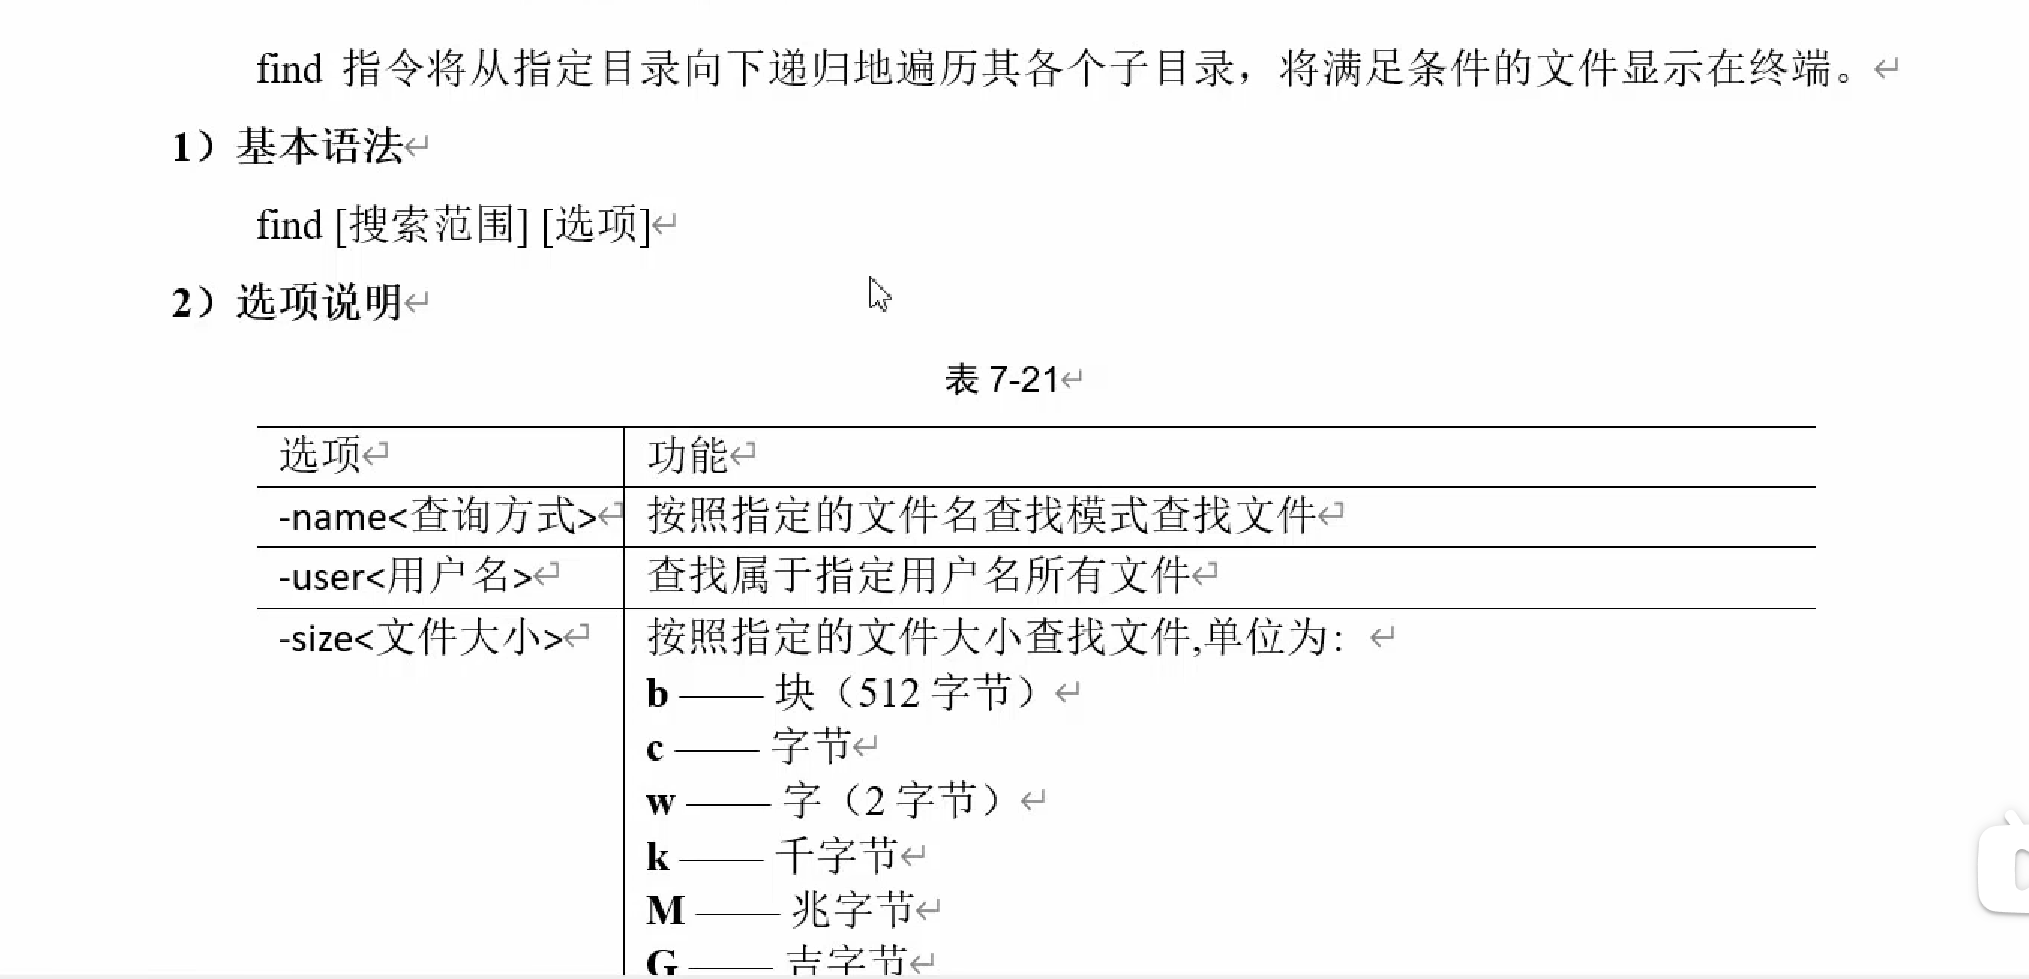 find 指令将从指定目录向下递归地遍历其各个子目录，将满足条件的文件显示在终端。
1）基本语法
find [搜索范围] [选项]
2）选项说明
表 7-21
选项 功能
-name<查询方式> 按照指定的文件名查找模式查找文件
-user<用户名> 查找属于指定用户名所有文件
-size<文件大小> 按照指定的文件大小查找文件,单位为：
b —— 块（512 字节）
c —— 字节
w —— 字（2 字节）
k —— 千字节
M —— 兆字节
G —— 吉字节